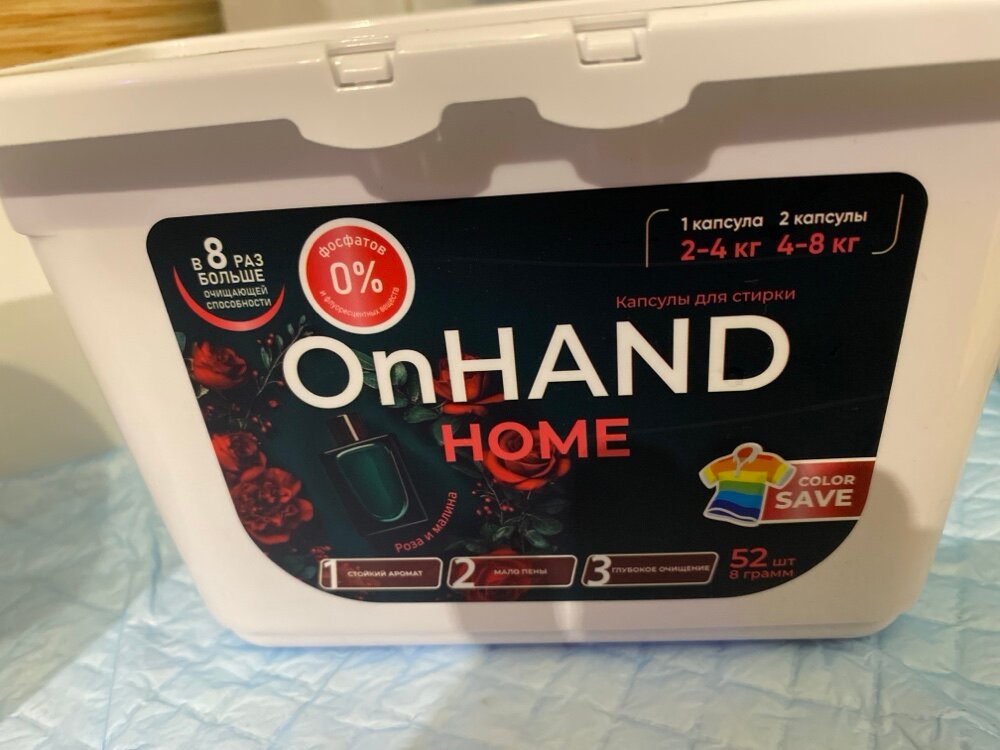 В 8 РАЗ
БОЛЬШЕ
ОЧИЩАЮЩЕЙ
СПОСОБНОСТИ
фосфатов
0%
и флуоресцентных веществ
1 капсула 2 капсулы
2–4 кг 4–8 кг
Капсулы для стирки
OnHAND
HOME
COLOR
SAVE
Роза и малина
1 СТОЙКИЙ АРОМАТ
2 МАЛО ПЕНЫ
3 ГЛУБОКОЕ ОЧИЩЕНИЕ
52 шт
8 грамм